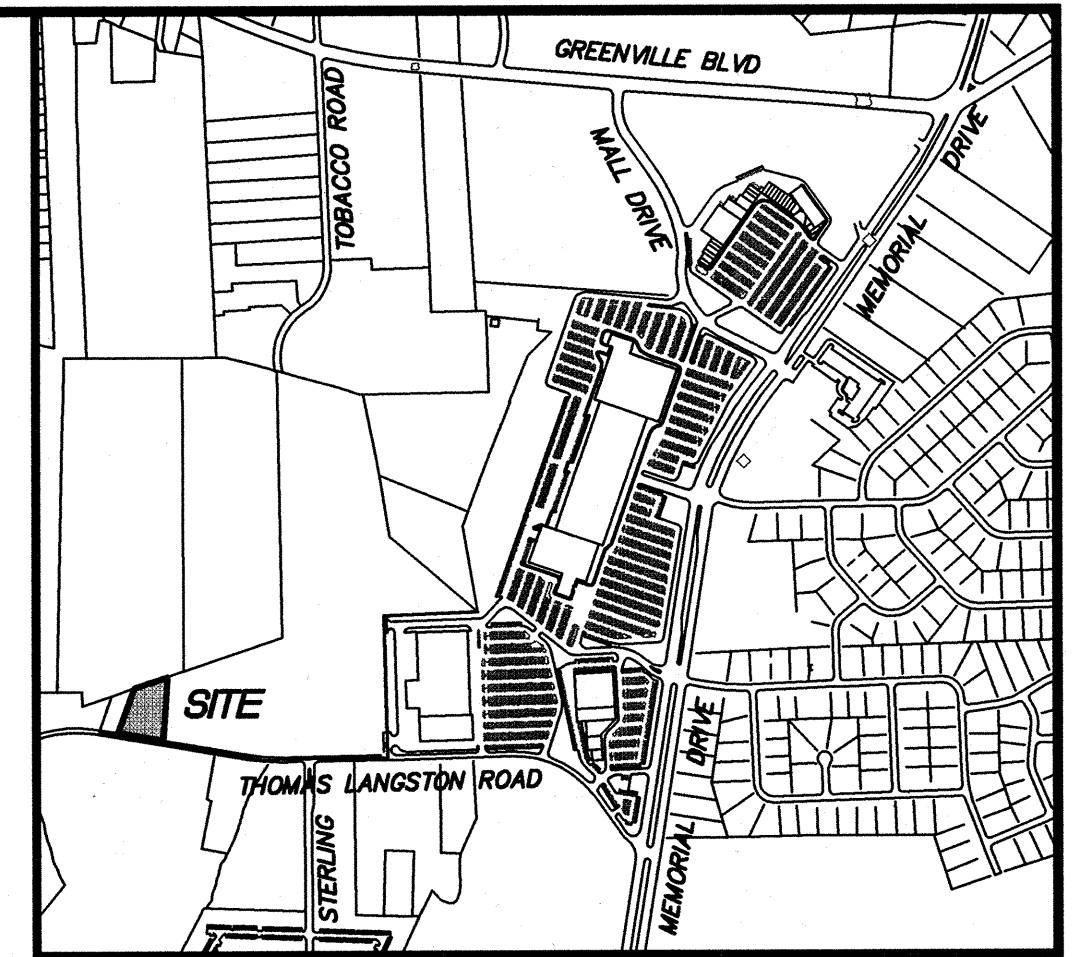 GREENVILLE BLVD
TOBACCO ROAD
MALL DRIVE
MEMORIAL DRIVE
SITE
THOMAS LANGSTON ROAD
STERLING
MEMORIAL DRIVE